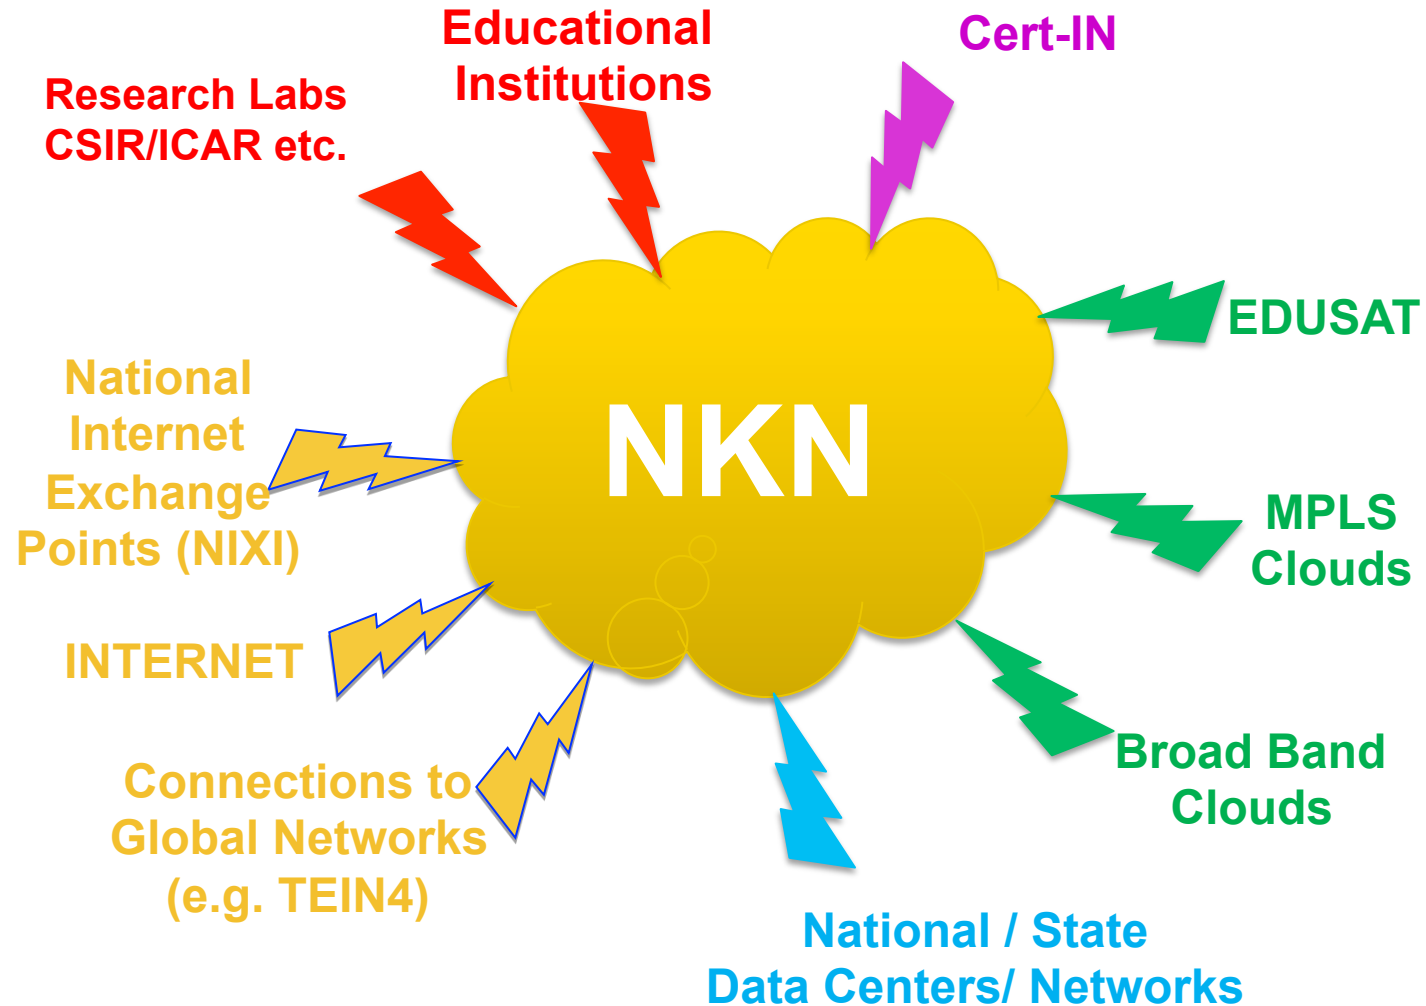 Educational
Institutions
Cert-IN
Research Labs
CSIR/ICAR etc.
EDUSAT
National
Internet
Exchange
Points (NIXI)
NKN
MPLS
Clouds
INTERNET
Broad Band
Clouds
Connections to
Global Networks
(e.g. TEIN4)
National / State
Data Centers/ Networks